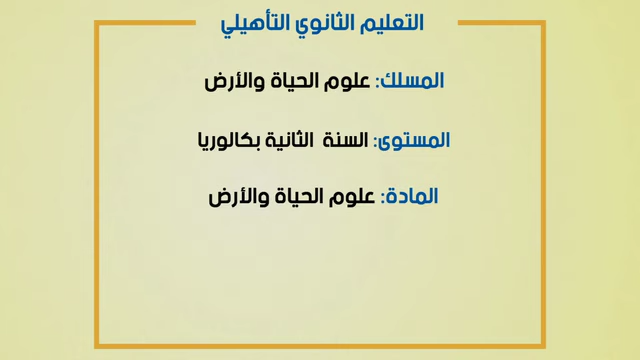 التعليم الثانوي التأهيلي
المسلك: علوم الحياة والأرض
المستوى: السنة الثانية بكالوريا
المادة: علوم الحياة والأرض